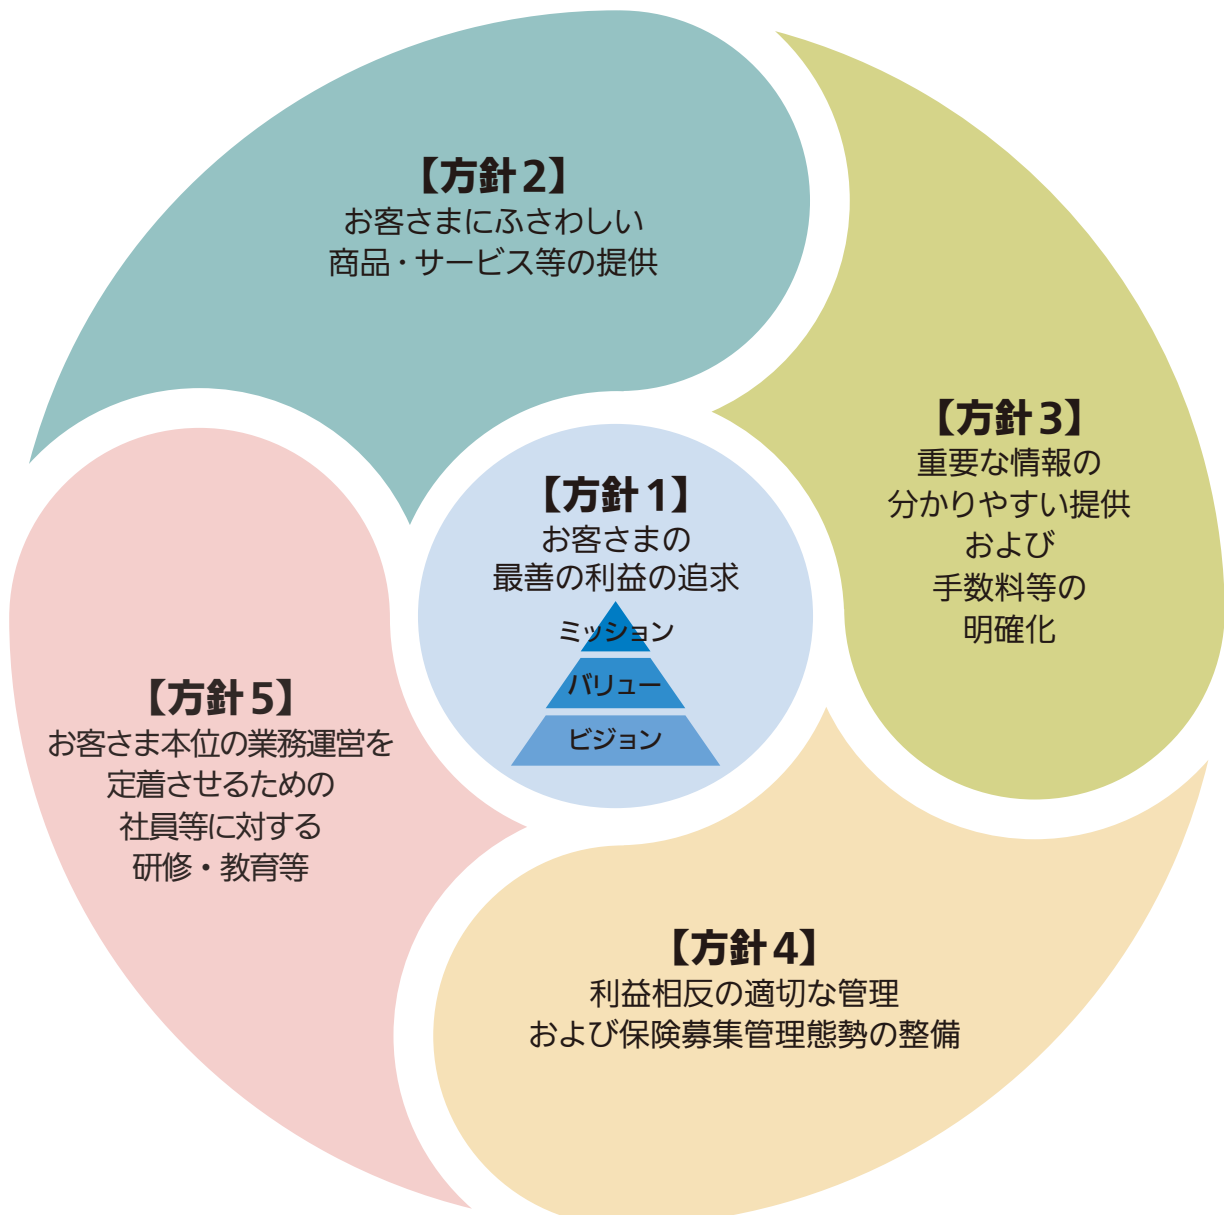 【方針2】
お客さまにふさわしい
商品・サービス等の提供
【方針3】
重要な情報の
分かりやすい提供
および
手数料等の
明確化
【方針1】
お客さまの
最善の利益の追求
ミッション
バリュー
ビジョン
【方針5】
お客さま本位の業務運営を
定着させるための
社員等に対する
研修・教育等
【方針4】
利益相反の適切な管理
および保険募集管理態勢の整備